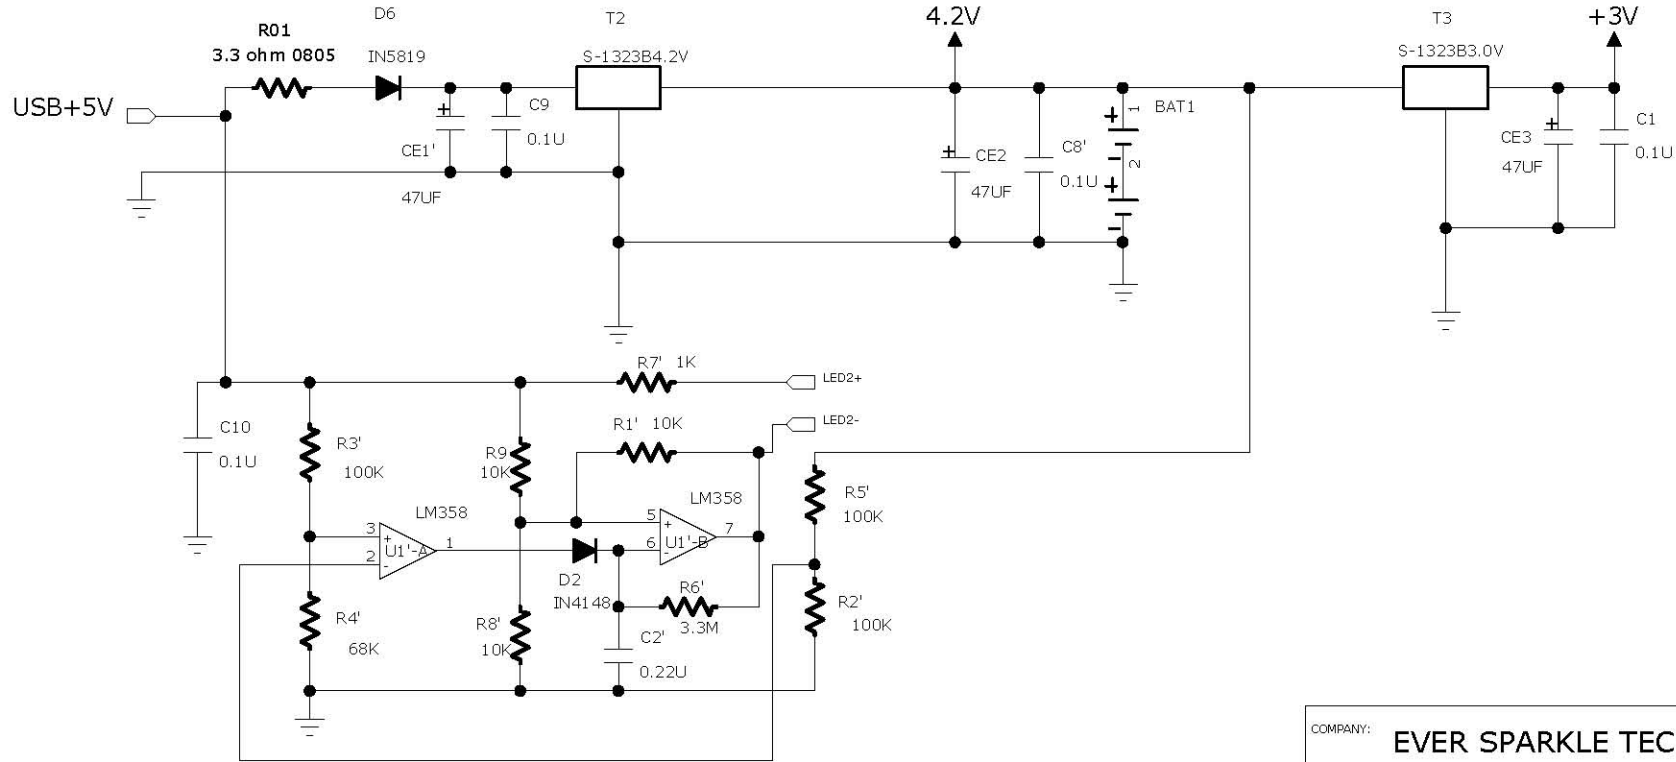 D6
T2
4.2V
T3
+3V
R01
3.3 ohm 0805
IN5819
S-1323B4.2V
S-1323B3.0V
USB+5V
+
C9
0.1U
CE1'
47UF
1
BAT1
+
-
2
+
-
+
CE2
47UF
C8'
0.1U
+
CE3
47UF
C1
0.1U
R7' 1K
LED2+
R1' 10K
LED2-
C10
0.1U
R3'
100K
R9
10K
LM358
3
+
2
-
U1'-A
1
LM358
5
+
6
-
U1'-B
7
R5'
100K
D2
IN4148
R6'
3.3M
R2'
100K
R4'
68K
R8'
10K
C2'
0.22U
COMPANY:
EVER SPARKLE TEC